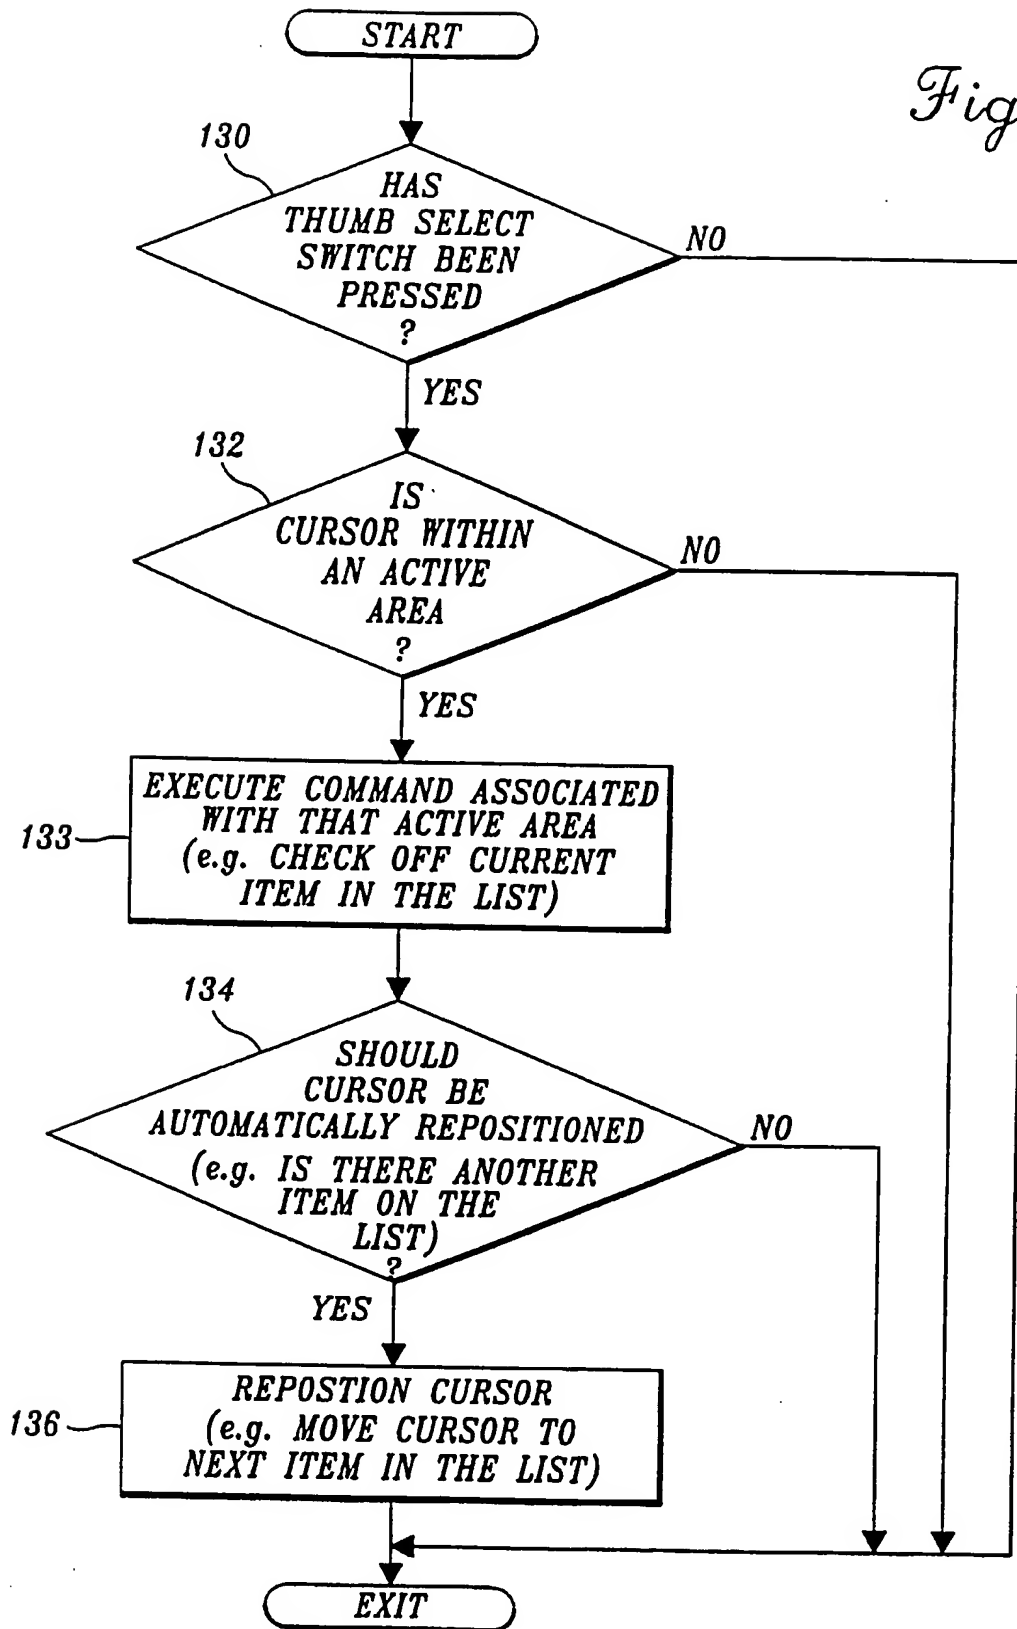 START
Fig
130
HAS
THUMB SELECT
SWITCH BEEN
PRESSED
?
NO
YES
132
IS
CURSOR WITHIN
AN ACTIVE
AREA
?
NO
YES
133
EXECUTE COMMAND ASSOCIATED
WITH THAT ACTIVE AREA
(e.g. CHECK OFF CURRENT
ITEM IN THE LIST)
134
SHOULD
CURSOR BE
AUTOMATICALLY REPOSITIONED
(e.g. IS THERE ANOTHER
ITEM ON THE
LIST)
?
NO
YES
136
REPOSTION CURSOR
(e.g. MOVE CURSOR TO
NEXT ITEM IN THE LIST)
EXIT